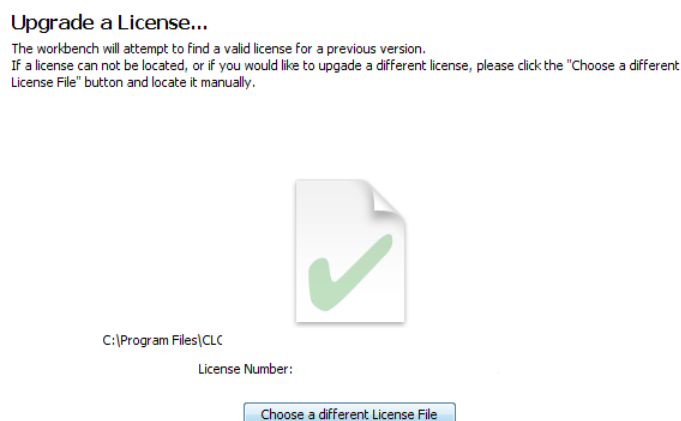 Upgrade a License...
The workbench will attempt to find a valid license for a previous version.
If a license can not be located, or if you would like to upgade a different license, please click the "Choose a different
License File" button and locate it manually.
C:\Program Files\CLC
License Number:
Choose a different License File